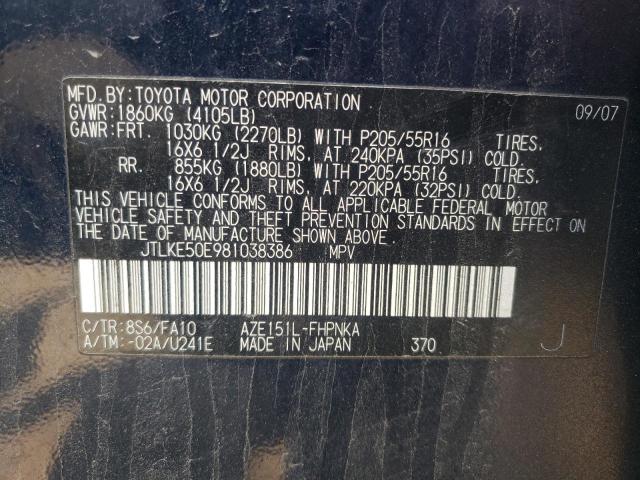 MFD.BY:TOYOTA MOTOR CORPORATION 09/07
GVWR:1860KG (4105LB)
GAWR:FRT. 1030KG (2270LB) WITH P205/55R16 TIRES,
16X6 1/2J RIMS, AT 240KPA (35PSI) COLD.
RR. 855KG (1880LB) WITH P205/55R16 TIRES,
16X6 1/2J RIMS, AT 220KPA (32PSI) COLD.
THIS VEHICLE CONFORMS TO ALL APPLICABLE FEDERAL MOTOR
VEHICLE SAFETY AND THEFT PREVENTION STANDARDS IN EFFECT ON
THE DATE OF MANUFACTURE SHOWN ABOVE.
JTLKE50E981038386 MPV
C/TR:8S6/FA10 AZE151L-FHPNKA
A/TM:-02A/U241E MADE IN JAPAN 370 J